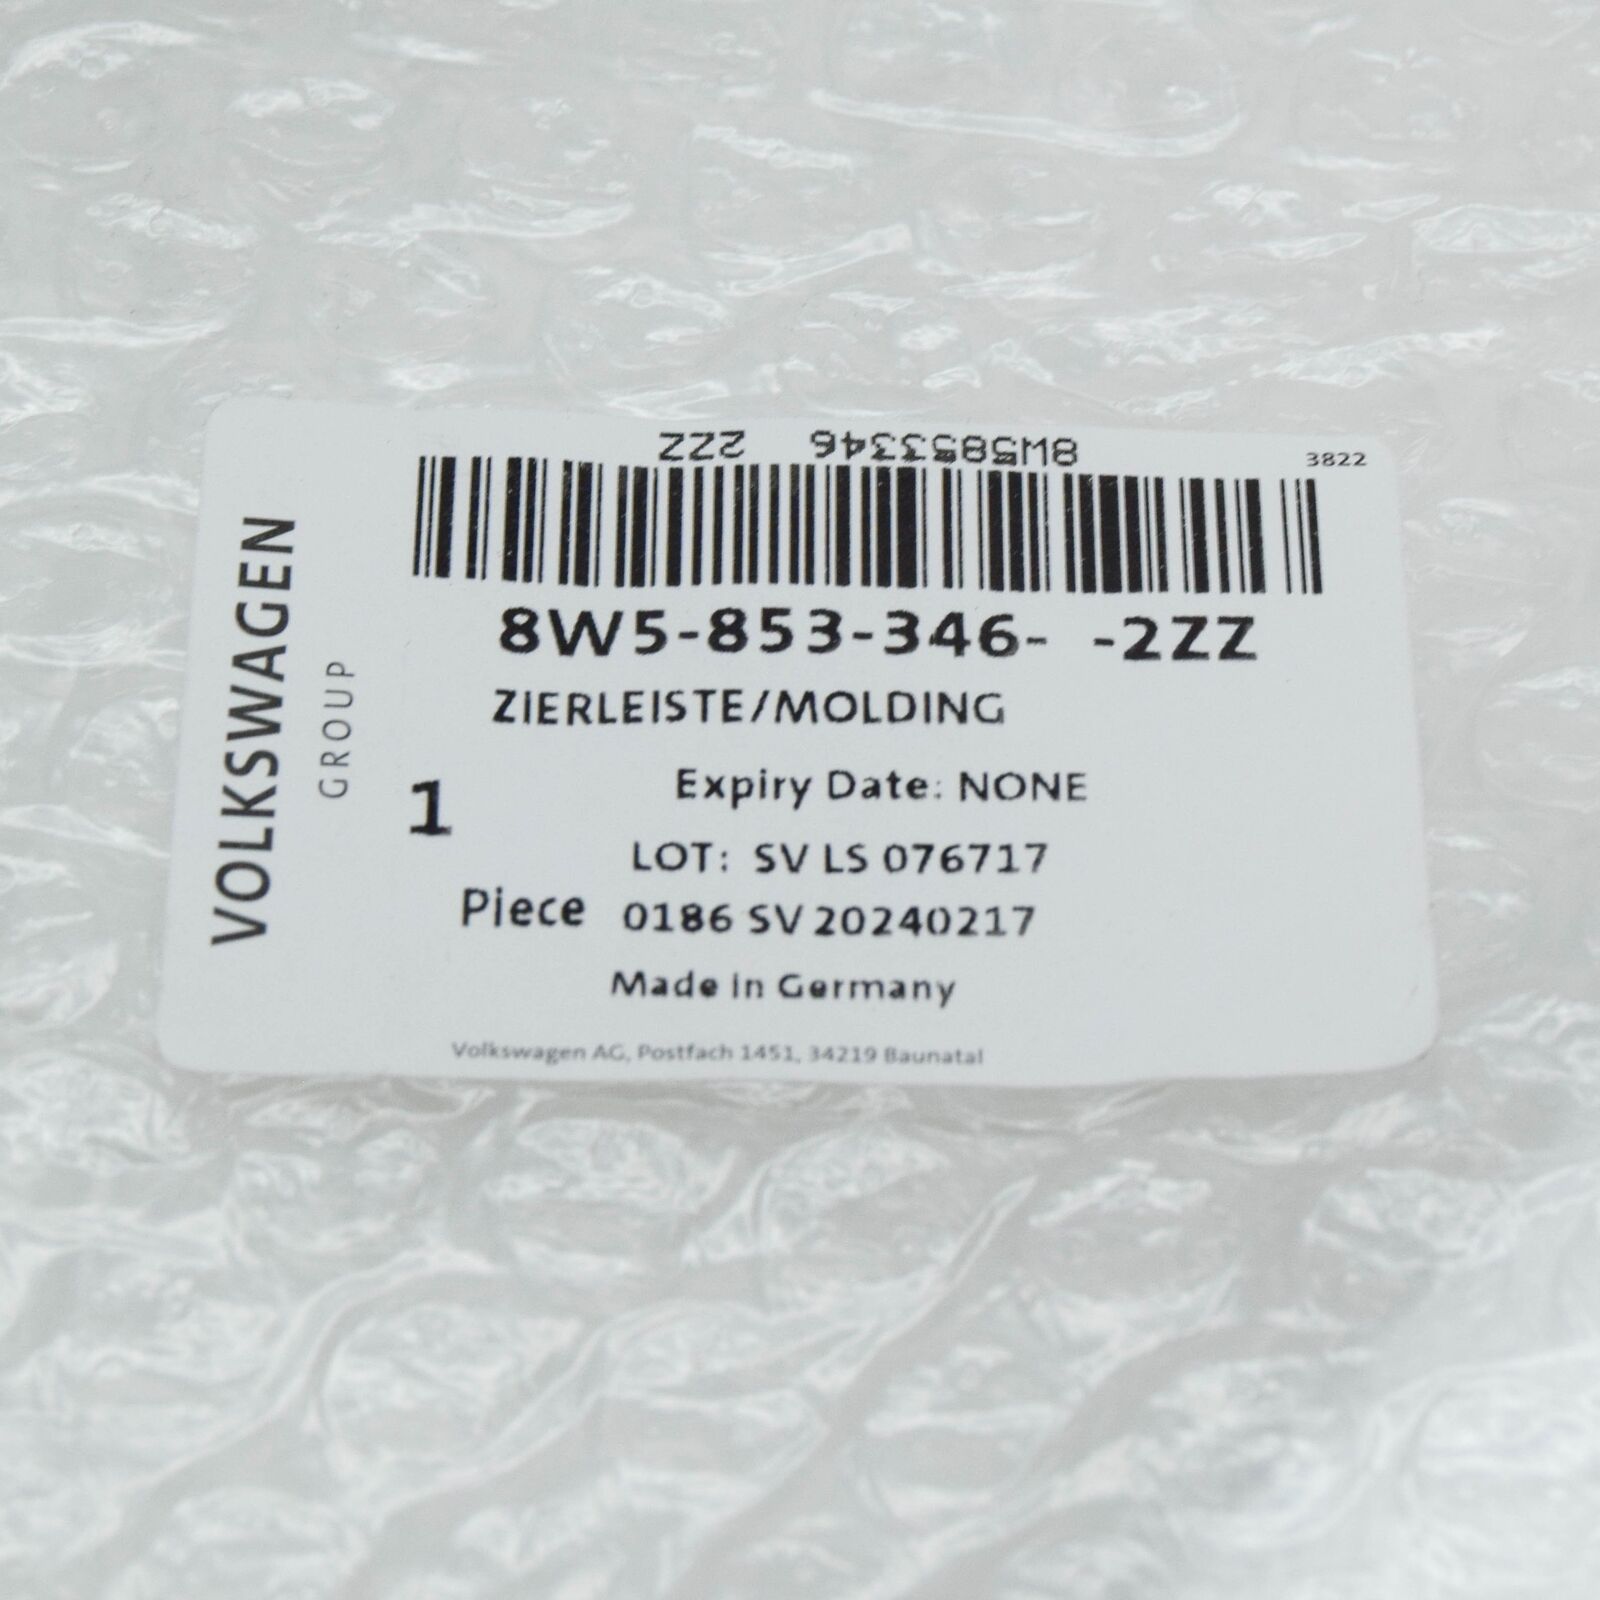 8W5853346 2ZZ
3822
VOLKSWAGEN
GROUP
8W5-853-346- -2ZZ
ZIERLEISTE/MOLDING
Expiry Date: NONE
1
LOT: SV LS 076717
Piece 0186 SV 20240217
Made in Germany
Volkswagen AG, Postfach 1451, 34219 Baunatal